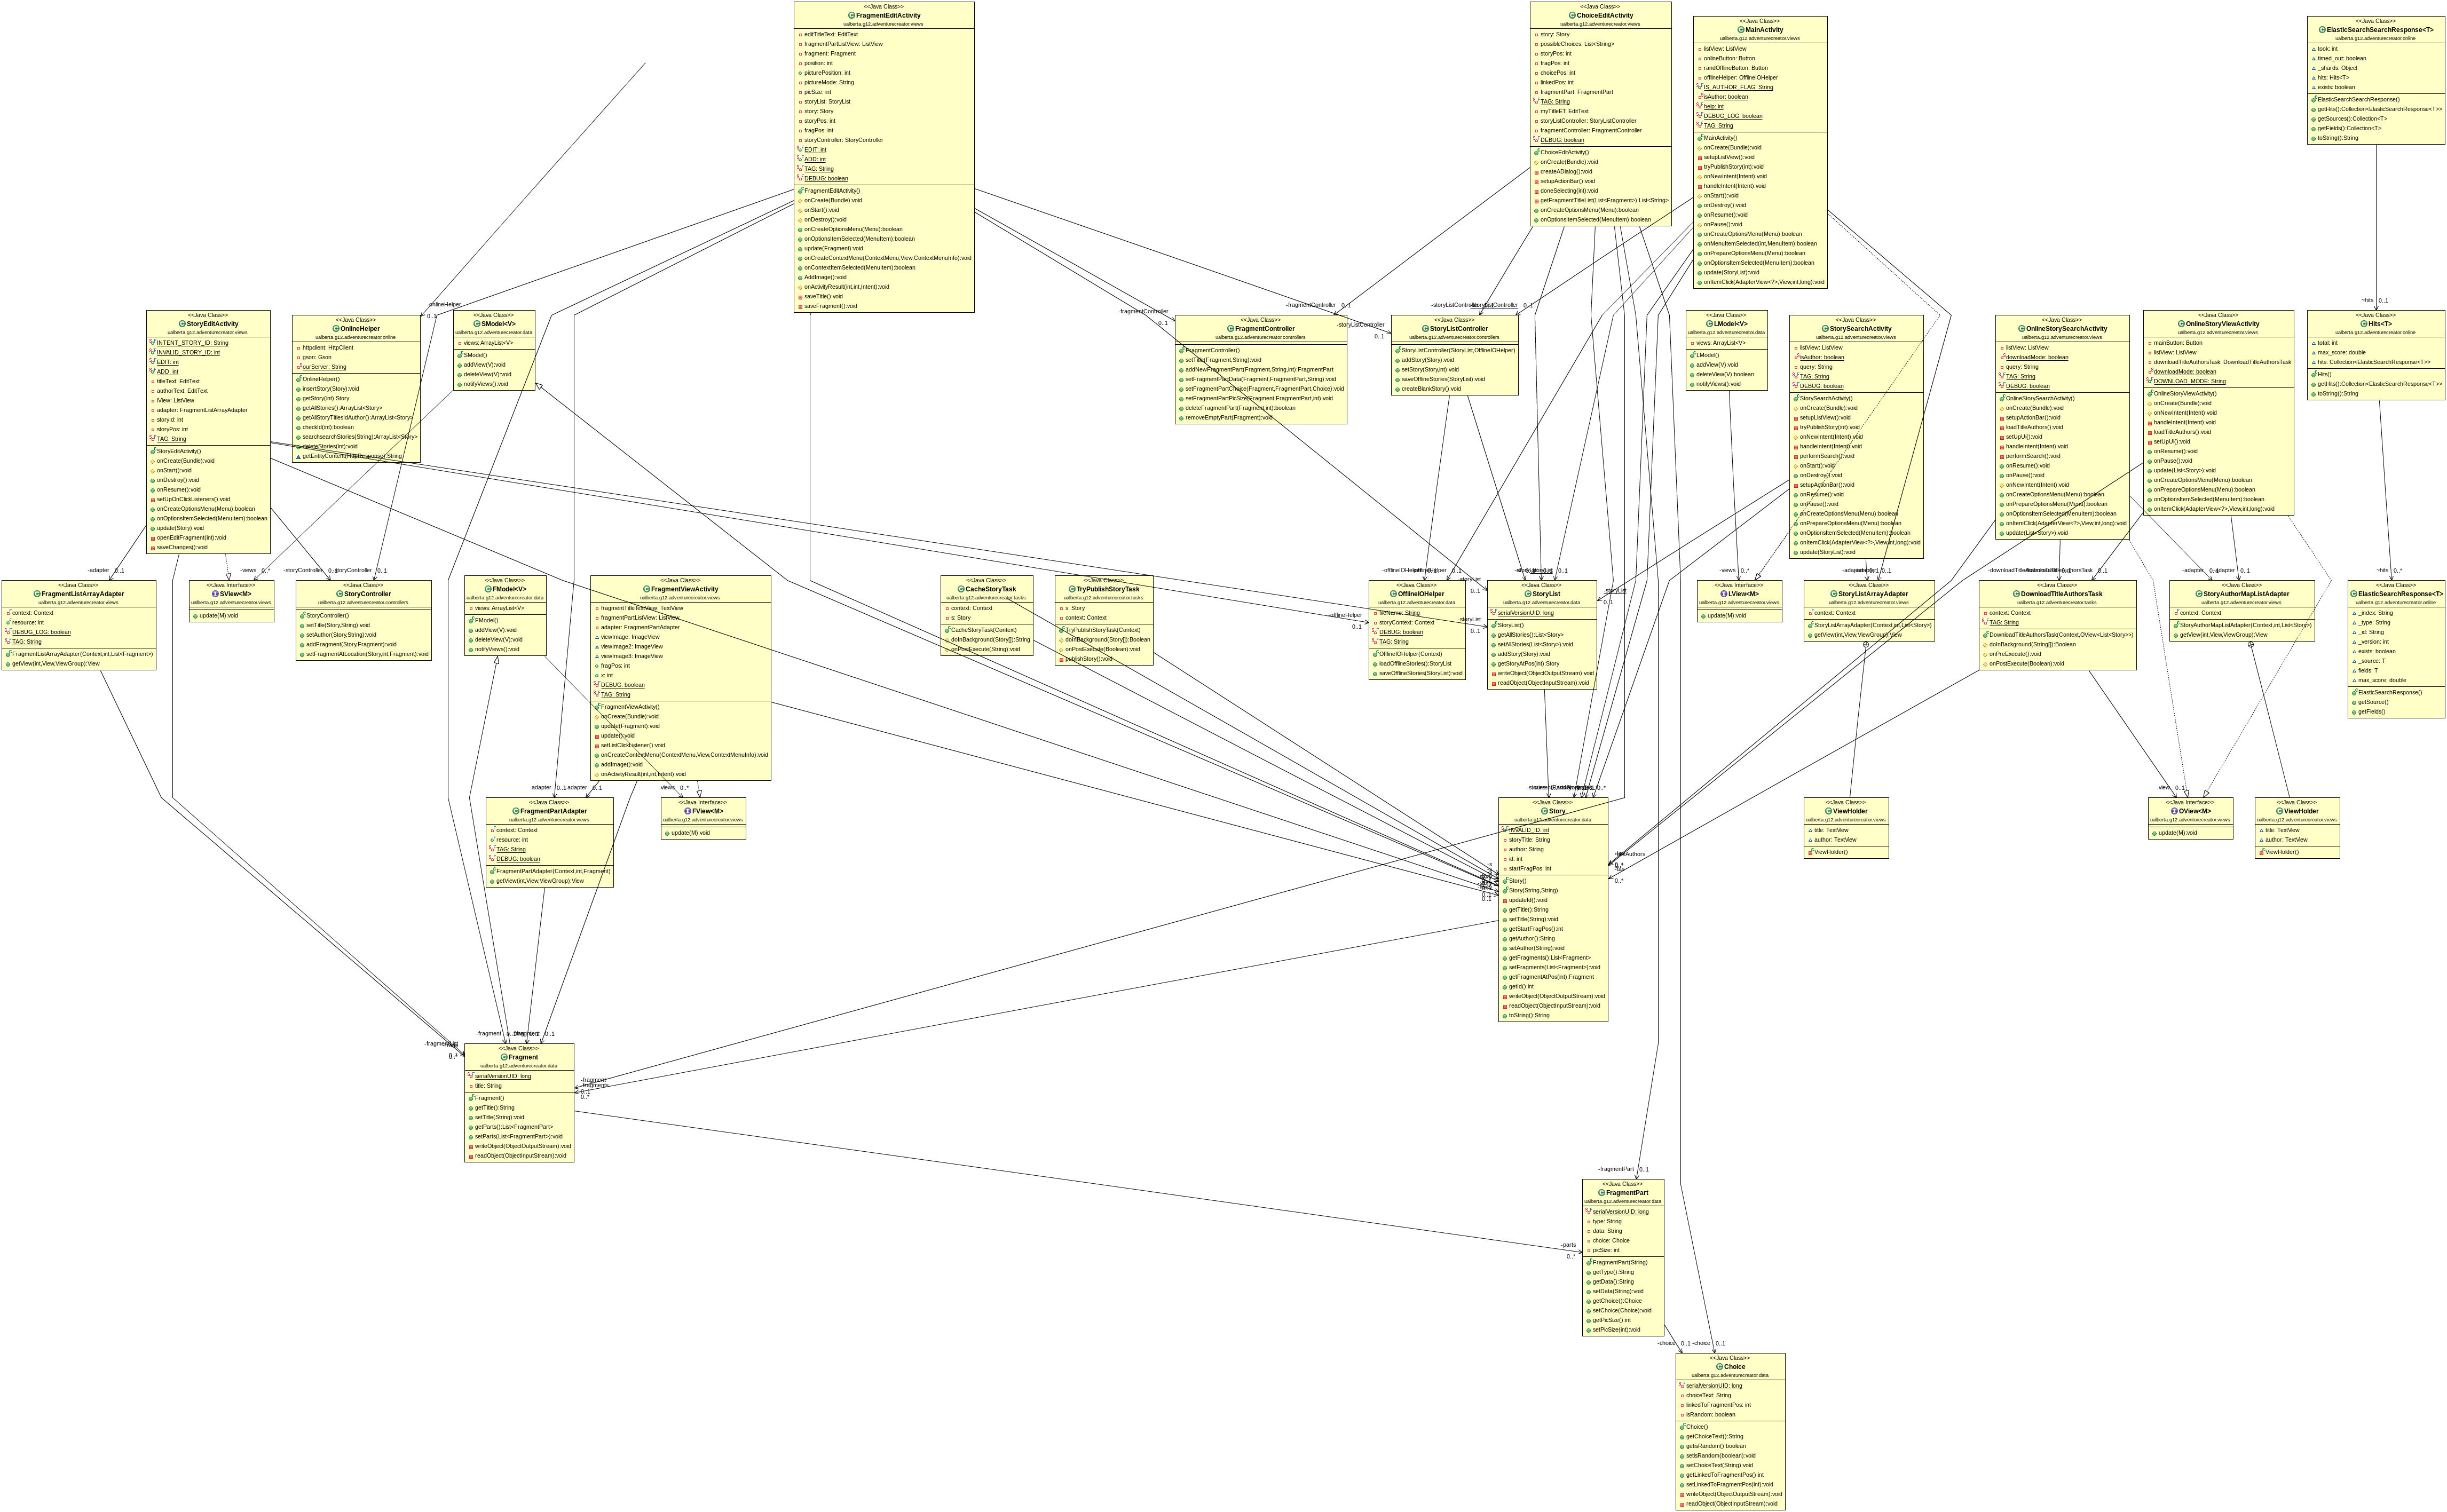 <<Java Class>>
FragmentEditActivity
ualberta.g12.adventurecreator.views
editTitleText: EditText
fragmentPartListView: ListView
fragment: Fragment
position: int
picturePosition: int
pictureMode: String
picSize: int
storyList: StoryList
story: Story
storyPos: int
fragPos: int
storyController: StoryController
EDIT: int
ADD: int
TAG: String
DEBUG: boolean
FragmentEditActivity()
onCreate(Bundle):void
onStart():void
onDestroy():void
onCreateOptionsMenu(Menu):boolean
onOptionsItemSelected(MenuItem):boolean
update(Fragment):void
onCreateContextMenu(ContextMenu,View,ContextMenuInfo):void
onContextItemSelected(MenuItem):boolean
AddImage():void
onActivityResult(int,int,Intent):void
saveTitle():void
saveFragment():void
<<Java Class>>
ChoiceEditActivity
ualberta.g12.adventurecreator.views
story: Story
possibleChoices: List<String>
storyPos: int
fragPos: int
choicePos: int
linkedPos: int
fragmentPart: FragmentPart
TAG: String
myTitleET: EditText
storyListController: StoryListController
fragmentController: FragmentController
DEBUG: boolean
ChoiceEditActivity()
onCreate(Bundle):void
createADialog():void
setupActionBar():void
doneSelecting(int):void
getFragmentTitleList(List<Fragment>):List<String>
onCreateOptionsMenu(Menu):boolean
onOptionsItemSelected(MenuItem):boolean
<<Java Class>>
MainActivity
ualberta.g12.adventurecreator.views
listView: ListView
onlineButton: Button
randOfflineButton: Button
offlineHelper: OfflineIOHelper
IS_AUTHOR_FLAG: String
isAuthor: boolean
help: int
DEBUG_LOG: boolean
TAG: String
MainActivity()
onCreate(Bundle):void
setupListView():void
tryPublishStory(int):void
onNewIntent(Intent):void
handleIntent(Intent):void
onStart():void
onDestroy():void
onResume():void
onPause():void
onCreateOptionsMenu(Menu):boolean
onMenuItemSelected(int,MenuItem):boolean
onPrepareOptionsMenu(Menu):boolean
onOptionsItemSelected(MenuItem):boolean
update(StoryList):void
onItemClick(AdapterView<?>,View,int,long):void
<<Java Class>>
ElasticSearchSearchResponse<T>
ualberta.g12.adventurecreator.online
took: int
timed_out: boolean
_shards: Object
hits: Hits<T>
exists: boolean
ElasticSearchSearchResponse()
getHits():Collection<ElasticSearchResponse<T>>
getSources():Collection<T>
getFields():Collection<T>
toString():String
<<Java Class>>
StoryEditActivity
ualberta.g12.adventurecreator.views
INTENT_STORY_ID: String
INVALID_STORY_ID: int
EDIT: int
ADD: int
titleText: EditText
authorText: EditText
lView: ListView
adapter: FragmentListArrayAdapter
storyId: int
storyPos: int
TAG: String
StoryEditActivity()
onCreate(Bundle):void
onStart():void
onDestroy():void
onResume():void
setUpOnClickListeners():void
onCreateOptionsMenu(Menu):boolean
onOptionsItemSelected(MenuItem):boolean
update(Story):void
openEditFragment(int):void
saveChanges():void
-onlineHelper
0..1
<<Java Class>>
OnlineHelper
ualberta.g12.adventurecreator.online
httpclient: HttpClient
gson: Gson
ourServer: String
OnlineHelper()
insertStory(Story):void
getStory(int):Story
getAllStories():ArrayList<Story>
getAllStoryTitlesIdAuthor():ArrayList<Story>
checkId(int):boolean
searchsearchStories(String):ArrayList<Story>
deleteStories(int):void
getEntityContent(HttpResponse):String
<<Java Class>>
SModel<V>
ualberta.g12.adventurecreator.data
views: ArrayList<V>
SModel()
addView(V):void
deleteView(V):void
notifyViews():void
-fragmentController
0..1
-fragmentController 0..1
<<Java Class>>
FragmentController
ualberta.g12.adventurecreator.controllers
FragmentController()
setTitle(Fragment,String):void
addNewFragmentPart(Fragment,String,int):FragmentPart
setFragmentPartData(Fragment,FragmentPart,String):void
setFragmentPartChoice(Fragment,FragmentPart,Choice):void
setFragmentPartPicSize(Fragment,FragmentPart,int):void
deleteFragmentPart(Fragment,int):boolean
removeEmptyPart(Fragment):void
-storyListController
0..1
-storyListController
0..1
<<Java Class>>
StoryListController
ualberta.g12.adventurecreator.controllers
StoryListController(StoryList,OfflineIOHelper)
addStory(Story):void
setStory(Story,int):void
saveOfflineStories(StoryList):void
createBlankStory():void
<<Java Class>>
LModel<V>
ualberta.g12.adventurecreator.data
views: ArrayList<V>
LModel()
addView(V):void
deleteView(V):boolean
notifyViews():void
<<Java Class>>
StorySearchActivity
ualberta.g12.adventurecreator.views
listView: ListView
isAuthor: boolean
query: String
TAG: String
DEBUG: boolean
StorySearchActivity()
onCreate(Bundle):void
setupListView():void
tryPublishStory(int):void
onNewIntent(Intent):void
handleIntent(Intent):void
performSearch():void
onStart():void
onDestroy():void
setupActionBar():void
onResume():void
onPause():void
onCreateOptionsMenu(Menu):boolean
onPrepareOptionsMenu(Menu):boolean
onOptionsItemSelected(MenuItem):boolean
onItemClick(AdapterView<?>,View,int,long):void
update(StoryList):void
<<Java Class>>
OnlineStorySearchActivity
ualberta.g12.adventurecreator.views
listView: ListView
downloadMode: boolean
query: String
TAG: String
DEBUG: boolean
OnlineStorySearchActivity()
onCreate(Bundle):void
setupActionBar():void
loadTitleAuthors():void
setUpUi():void
handleIntent(Intent):void
performSearch():void
onResume():void
onPause():void
onNewIntent(Intent):void
onCreateOptionsMenu(Menu):boolean
onPrepareOptionsMenu(Menu):boolean
onOptionsItemSelected(MenuItem):boolean
onItemClick(AdapterView<?>,View,int,long):void
update(List<Story>):void
<<Java Class>>
OnlineStoryViewActivity
ualberta.g12.adventurecreator.views
mainButton: Button
listView: ListView
downloadTitleAuthorsTask: DownloadTitleAuthorsTask
downloadMode: boolean
DOWNLOAD_MODE: String
OnlineStoryViewActivity()
onCreate(Bundle):void
onNewIntent(Intent):void
handleIntent(Intent):void
loadTitleAuthors():void
setUpUi():void
onResume():void
onPause():void
update(List<Story>):void
onCreateOptionsMenu(Menu):boolean
onPrepareOptionsMenu(Menu):boolean
onOptionsItemSelected(MenuItem):boolean
onItemClick(AdapterView<?>,View,int,long):void
~hits 0..1
<<Java Class>>
Hits<T>
ualberta.g12.adventurecreator.online
total: int
max_score: double
hits: Collection<ElasticSearchResponse<T>>
Hits()
getHits():Collection<ElasticSearchResponse<T>>
toString():String
-adapter 0..1
<<Java Class>>
FragmentListArrayAdapter
ualberta.g12.adventurecreator.views
context: Context
resource: int
DEBUG_LOG: boolean
TAG: String
FragmentListArrayAdapter(Context,int,List<Fragment>)
getView(int,View,ViewGroup):View
-views 0..*
<<Java Interface>>
SView<M>
ualberta.g12.adventurecreator.views
update(M):void
-storyController 0..1
-storyController 0..1
<<Java Class>>
StoryController
ualberta.g12.adventurecreator.controllers
StoryController()
setTitle(Story,String):void
setAuthor(Story,String):void
addFragment(Story,Fragment):void
setFragmentAtLocation(Story,int,Fragment):void
<<Java Class>>
FModel<V>
ualberta.g12.adventurecreator.data
views: ArrayList<V>
FModel()
addView(V):void
deleteView(V):void
notifyViews():void
<<Java Class>>
FragmentViewActivity
ualberta.g12.adventurecreator.views
fragmentTitleTextView: TextView
fragmentPartListView: ListView
adapter: FragmentPartAdapter
viewImage: ImageView
viewImage2: ImageView
viewImage3: ImageView
fragPos: int
x: int
DEBUG: boolean
TAG: String
FragmentViewActivity()
onCreate(Bundle):void
update(Fragment):void
update():void
setListClickListener():void
onCreateContextMenu(ContextMenu,View,ContextMenuInfo):void
addImage():void
onActivityResult(int,int,Intent):void
<<Java Class>>
CacheStoryTask
ualberta.g12.adventurecreator.tasks
context: Context
s: Story
CacheStoryTask(Context)
doInBackground(Story[]):String
onPostExecute(String):void
<<Java Class>>
TryPublishStoryTask
ualberta.g12.adventurecreator.tasks
s: Story
context: Context
TryPublishStoryTask(Context)
doInBackground(Story[]):Boolean
onPostExecute(Boolean):void
publishStory():void
-offlineHelper
0..1
<<Java Class>>
OfflineIOHelper
ualberta.g12.adventurecreator.data
fileName: String
storyContext: Context
DEBUG: boolean
TAG: String
OfflineIOHelper(Context)
loadOfflineStories():StoryList
saveOfflineStories(StoryList):void
-storyList
0..1
-storyList
0..1
<<Java Class>>
StoryList
ualberta.g12.adventurecreator.data
serialVersionUID: long
StoryList()
getAllStories():List<Story>
setAllStories(List<Story>):void
addStory(Story):void
getStoryAtPos(int):Story
writeObject(ObjectOutputStream):void
readObject(ObjectInputStream):void
-views 0..*
<<Java Interface>>
LView<M>
ualberta.g12.adventurecreator.views
update(M):void
<<Java Class>>
StoryListArrayAdapter
ualberta.g12.adventurecreator.views
context: Context
StoryListArrayAdapter(Context,int,List<Story>)
getView(int,View,ViewGroup):View
<<Java Class>>
DownloadTitleAuthorsTask
ualberta.g12.adventurecreator.tasks
context: Context
TAG: String
DownloadTitleAuthorsTask(Context,OView<List<Story>>)
doInBackground(String[]):Boolean
onPreExecute():void
onPostExecute(Boolean):void
<<Java Class>>
StoryAuthorMapListAdapter
ualberta.g12.adventurecreator.views
context: Context
StoryAuthorMapListAdapter(Context,int,List<Story>)
getView(int,View,ViewGroup):View
~hits 0..*
<<Java Class>>
ElasticSearchResponse<T>
ualberta.g12.adventurecreator.online
_index: String
_type: String
_id: String
_version: int
exists: boolean
_source: T
fields: T
max_score: double
ElasticSearchResponse()
getSource()
getFields()
-adapter 0..1
-adapter 0..1
<<Java Class>>
FragmentPartAdapter
ualberta.g12.adventurecreator.views
context: Context
resource: int
TAG: String
DEBUG: boolean
FragmentPartAdapter(Context,int,Fragment)
getView(int,View,ViewGroup):View
-views 0..*
<<Java Interface>>
FView<M>
ualberta.g12.adventurecreator.views
update(M):void
<<Java Class>>
Story
ualberta.g12.adventurecreator.data
INVALID_ID: int
storyTitle: String
author: String
id: int
startFragPos: int
Story()
Story(String,String)
updateId():void
getTitle():String
setTitle(String):void
getStartFragPos():int
getAuthor():String
setAuthor(String):void
getFragments():List<Fragment>
setFragments(List<Fragment>):void
getFragmentAtPos(int):Fragment
getId():int
writeObject(ObjectOutputStream):void
readObject(ObjectInputStream):void
toString():String
<<Java Class>>
ViewHolder
ualberta.g12.adventurecreator.views
title: TextView
author: TextView
ViewHolder()
-view 0..1
<<Java Interface>>
OView<M>
ualberta.g12.adventurecreator.views
update(M):void
<<Java Class>>
ViewHolder
ualberta.g12.adventurecreator.views
title: TextView
author: TextView
ViewHolder()
-fragment
<<Java Class>>
Fragment
ualberta.g12.adventurecreator.data
serialVersionUID: long
title: String
Fragment()
getTitle():String
setTitle(String):void
getParts():List<FragmentPart>
setParts(List<FragmentPart>):void
writeObject(ObjectOutputStream):void
readObject(ObjectInputStream):void
-fragment
-fragments
0..1
0..*
-fragmentPart 0..1
-parts
0..*
<<Java Class>>
FragmentPart
ualberta.g12.adventurecreator.data
serialVersionUID: long
type: String
data: String
choice: Choice
picSize: int
FragmentPart(String)
getType():String
getData():String
setData(String):void
getChoice():Choice
setChoice(Choice):void
getPicSize():int
setPicSize(int):void
-choice 0..1
-choice 0..1
<<Java Class>>
Choice
ualberta.g12.adventurecreator.data
serialVersionUID: long
choiceText: String
linkedToFragmentPos: int
isRandom: boolean
Choice()
getChoiceText():String
getisRandom():boolean
setisRandom(boolean):void
setChoiceText(String):void
getLinkedToFragmentPos():int
setLinkedToFragmentPos(int):void
writeObject(ObjectOutputStream):void
readObject(ObjectInputStream):void